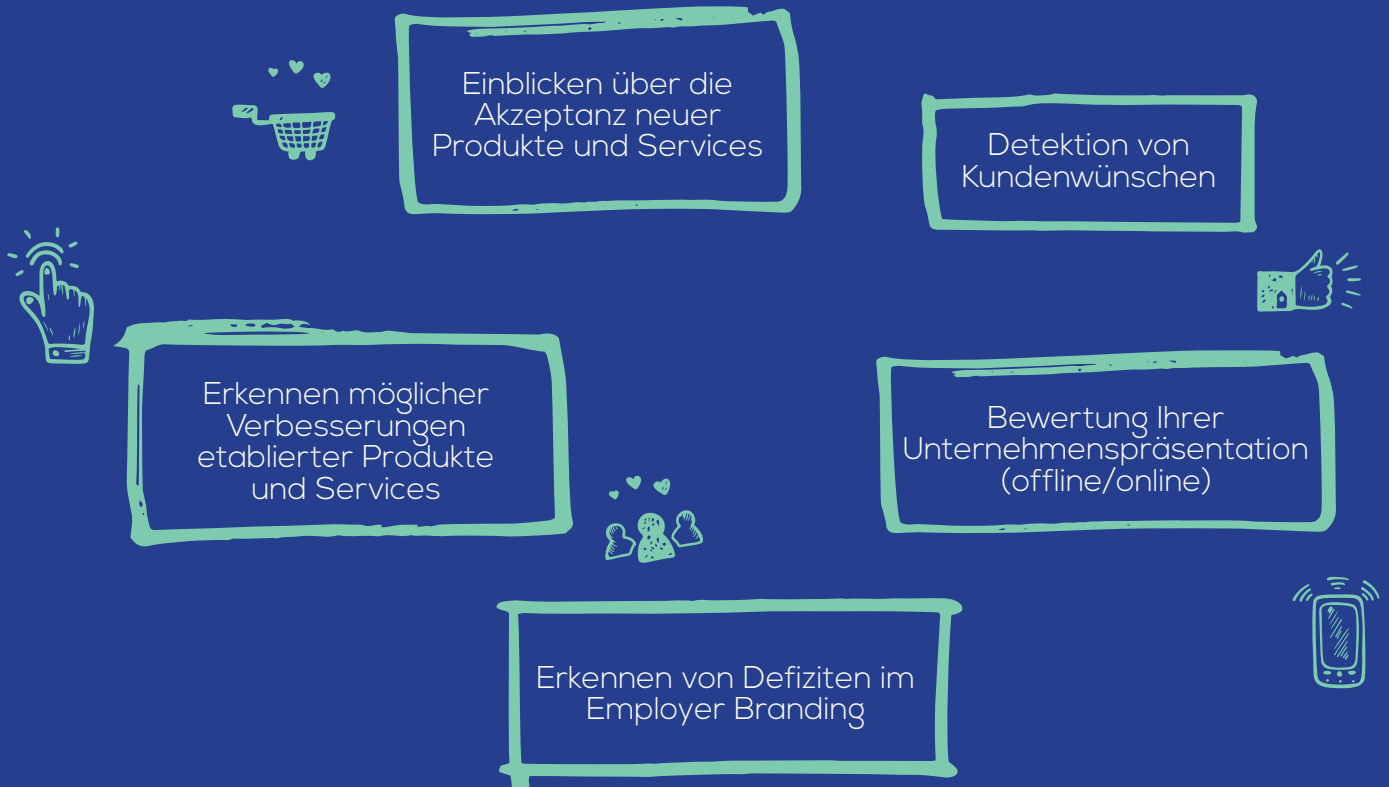 Einblicken über die
Akzeptanz neuer
Produkte und Services
Detektion von
Kundenwünschen
Erkennen möglicher
Verbesserungen
etablierter Produkte
und Services
Bewertung Ihrer
Unternehmenspräsentation
(offline/online)
Erkennen von Defiziten im
Employer Branding